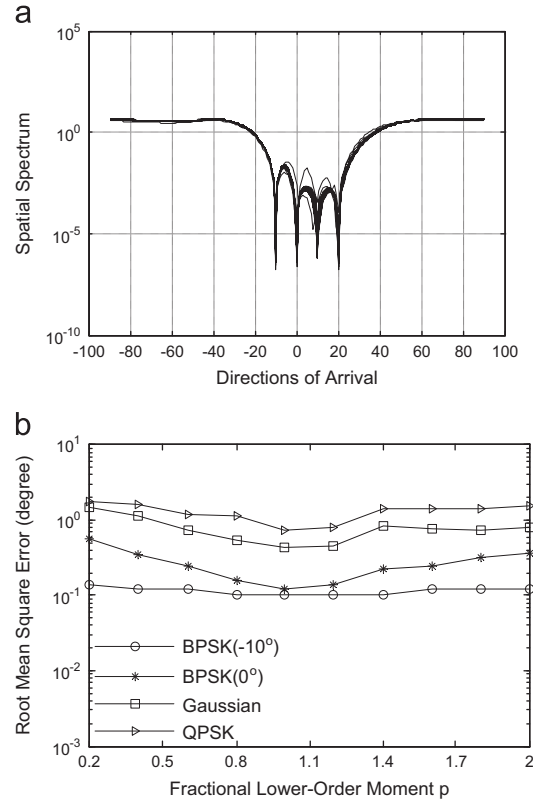 a
10^5
10^0
10^-5
10^-10
Spatial Spectrum
-100 -80 -60 -40 -20 0 20 40 60 80 100
Directions of Arrival
b
10^1
10^0
10^-1
10^-2
10^-3
Root Mean Square Error (degree)
BPSK(-10°)
BPSK(0°)
Gaussian
QPSK
0.2 0.5 0.8 1.1 1.4 1.7 2
Fractional Lower-Order Moment p